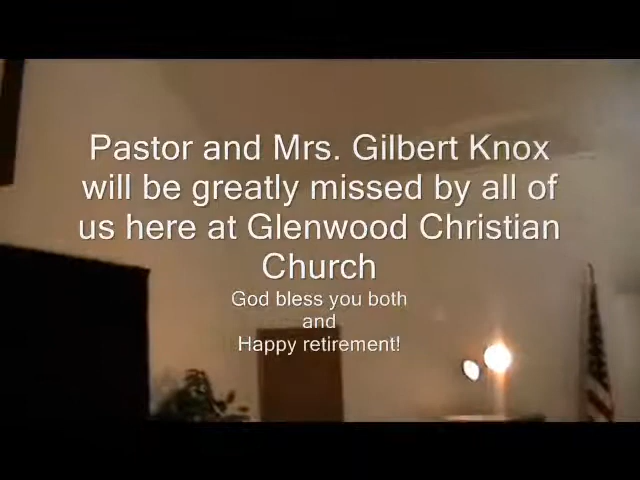 Pastor and Mrs. Gilbert Knox
will be greatly missed by all of
us here at Glenwood Christian
Church
God bless you both
and
Happy retirement!